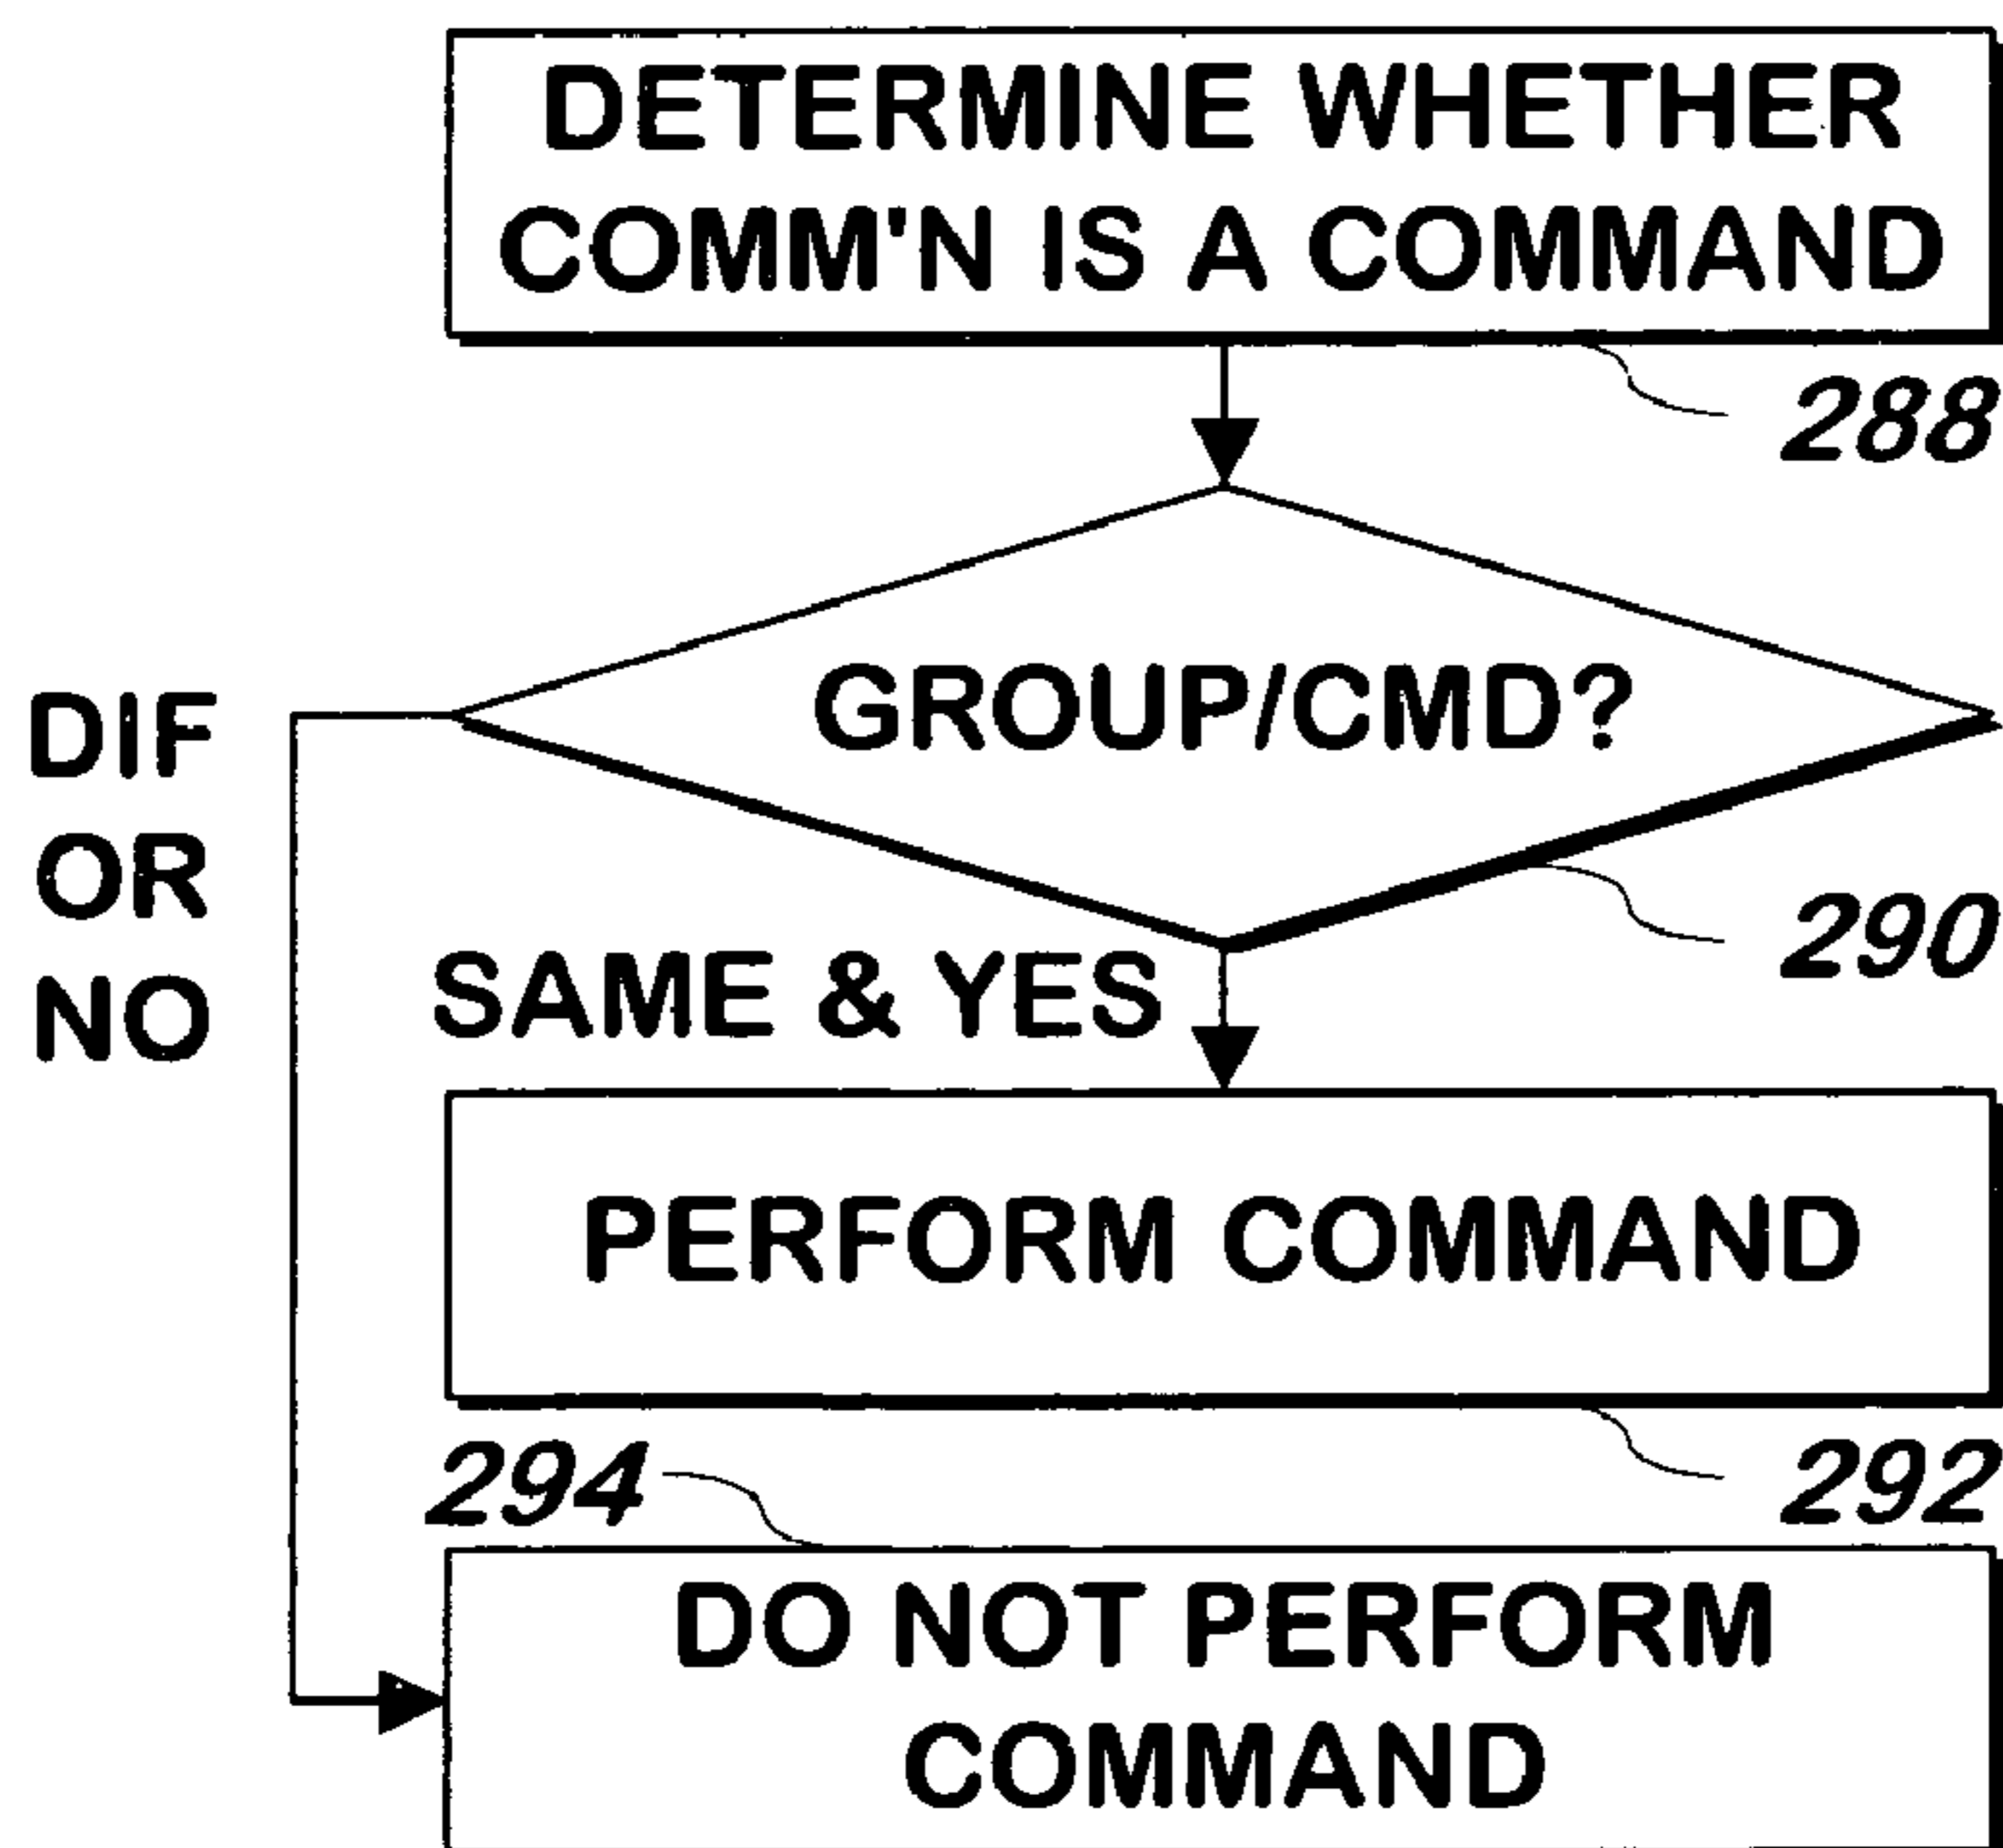 DETERMINE WHETHER
COMM'N IS A COMMAND
288
GROUP/CMD?
DIF
OR
NO
290
SAME & YES
PERFORM COMMAND
294
292
DO NOT PERFORM
COMMAND